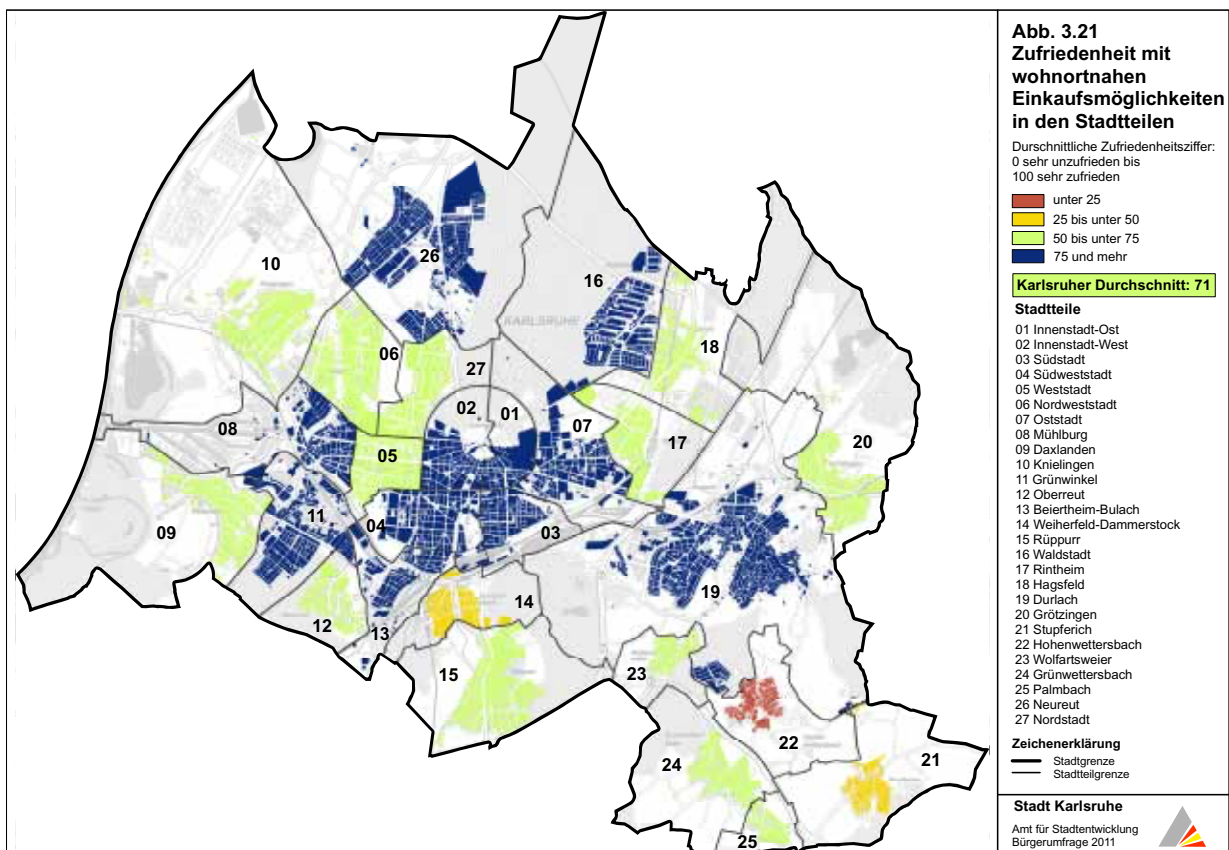 Abb. 3.21
Zufriedenheit mit
wohnortnahen
Einkaufsmöglichkeiten
in den Stadtteilen
Durschnittliche Zufriedenheitsziffer:
0 sehr unzufrieden bis
100 sehr zufrieden
unter 25
25 bis unter 50
50 bis unter 75
75 und mehr
Karlsruher Durchschnitt: 71
Stadtteile
01 Innenstadt-Ost
02 Innenstadt-West
03 Südstadt
04 Südweststadt
05 Weststadt
06 Nordweststadt
07 Oststadt
08 Mühlburg
09 Daxlanden
10 Knielingen
11 Grünwinkel
12 Oberreut
13 Beiertheim-Bulach
14 Weiherfeld-Dammerstock
15 Rüppurr
16 Waldstadt
17 Rintheim
18 Hagsfeld
19 Durlach
20 Grötzingen
21 Stupferich
22 Hohenwettersbach
23 Wolfartsweier
24 Grünwettersbach
25 Palmbach
26 Neureut
27 Nordstadt
Zeichenerklärung
Stadtgrenze
Stadtteilgrenze
Stadt Karlsruhe
Amt für Stadtentwicklung
Bürgerumfrage 2011
26
10
16
KARLSRUHE
18
06
27
02
01
07
08
17
20
05
11
04
03
09
19
14
12
13
15
23
22
24
21
25